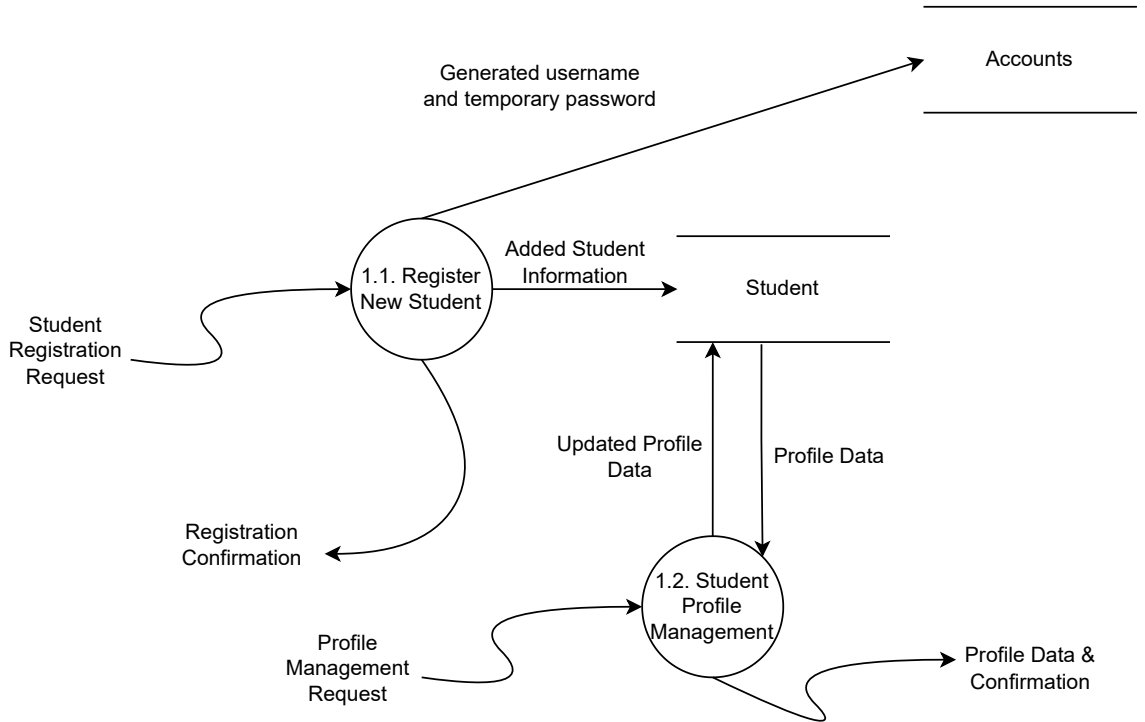 Accounts
Generated username
and temporary password
Added Student
Information
1.1. Register
New Student
Student
Student
Registration
Request
Updated Profile
Data
Profile Data
Registration
Confirmation
1.2. Student
Profile
Management
Profile
Management
Request
Profile Data &
Confirmation